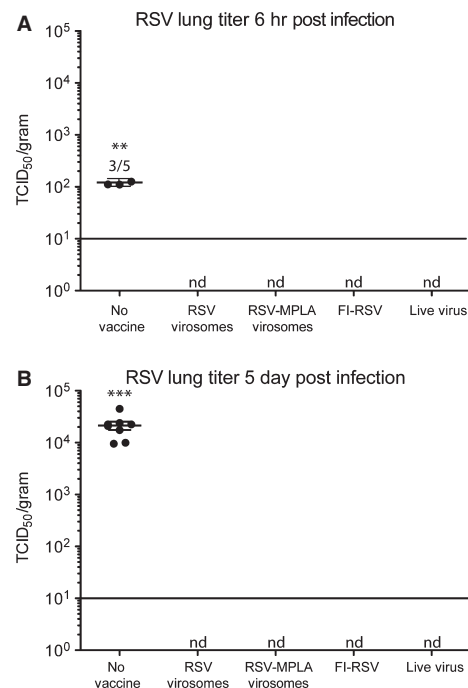 A
RSV lung titer 6 hr post infection
TCID50/gram
10^5
10^4
10^3
10^2
10^1
10^0
**
3/5
nd nd nd nd
No vaccine
RSV virosomes
RSV-MPLA virosomes
FI-RSV
Live virus
B
RSV lung titer 5 day post infection
TCID50/gram
10^5
10^4
10^3
10^2
10^1
10^0
***
nd nd nd nd
No vaccine
RSV virosomes
RSV-MPLA virosomes
FI-RSV
Live virus